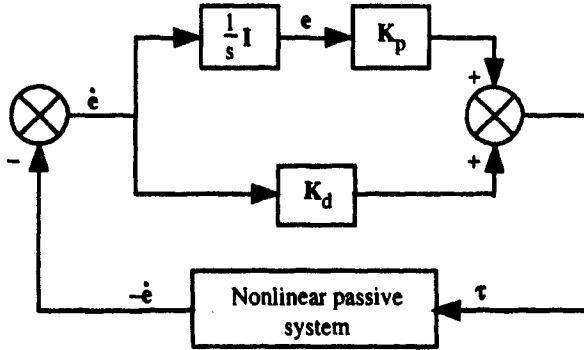 1/s I
e
K_p
ė
+
-
+
K_d
-ė
Nonlinear passive
system
τ